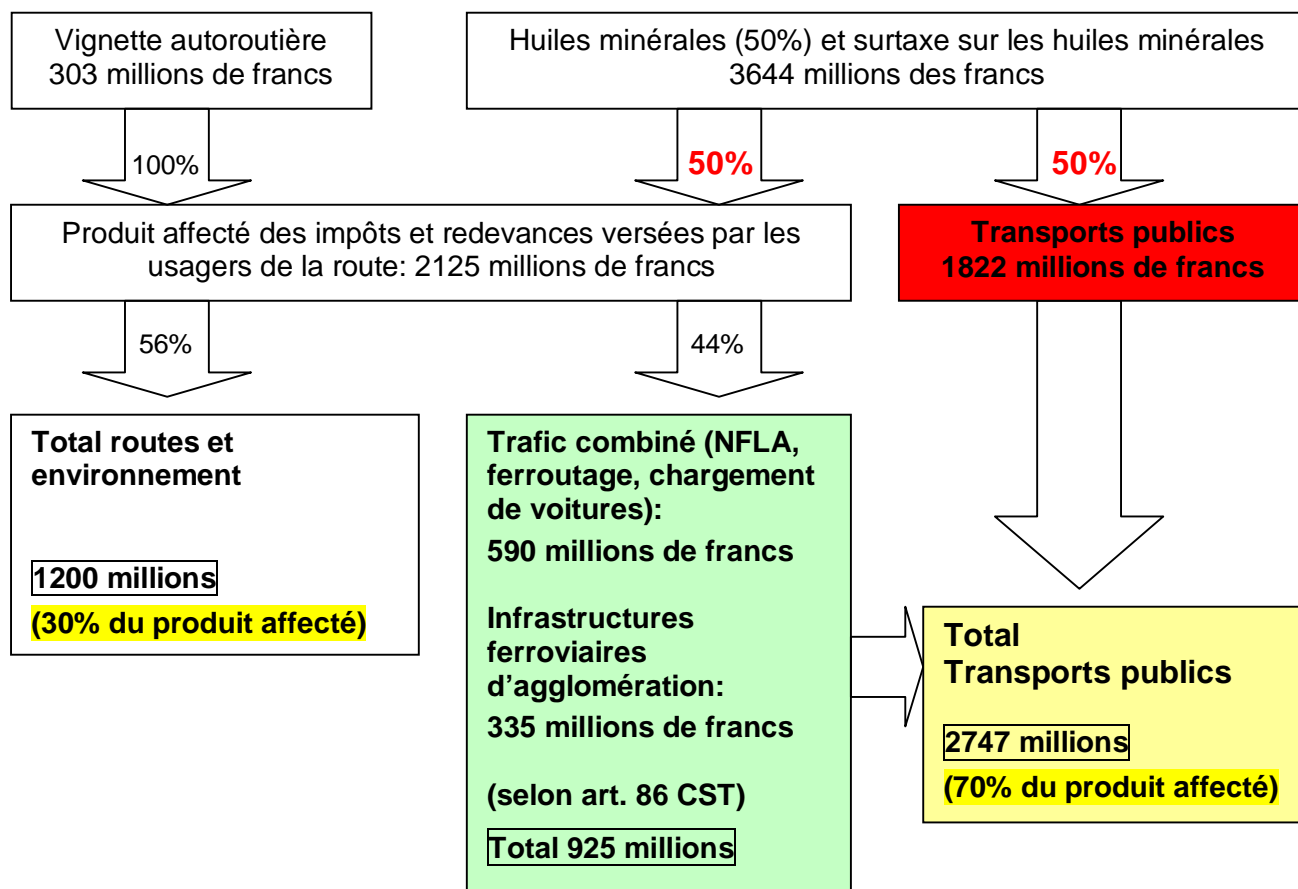 Vignette autoroutière
303 millions de francs
Huiles minérales (50%) et surtaxe sur les huiles minérales
3644 millions des francs
100%
50%
50%
Produit affecté des impôts et redevances versées par les
usagers de la route: 2125 millions de francs
Transports publics
1822 millions de francs
56%
44%
Total routes et
environnement
1200 millions
(30% du produit affecté)
Trafic combiné (NFLA,
ferroutage, chargement
de voitures):
590 millions de francs
Infrastructures
ferroviaires
d’agglomération:
335 millions de francs
(selon art. 86 CST)
Total 925 millions
Total
Transports publics
2747 millions
(70% du produit affecté)